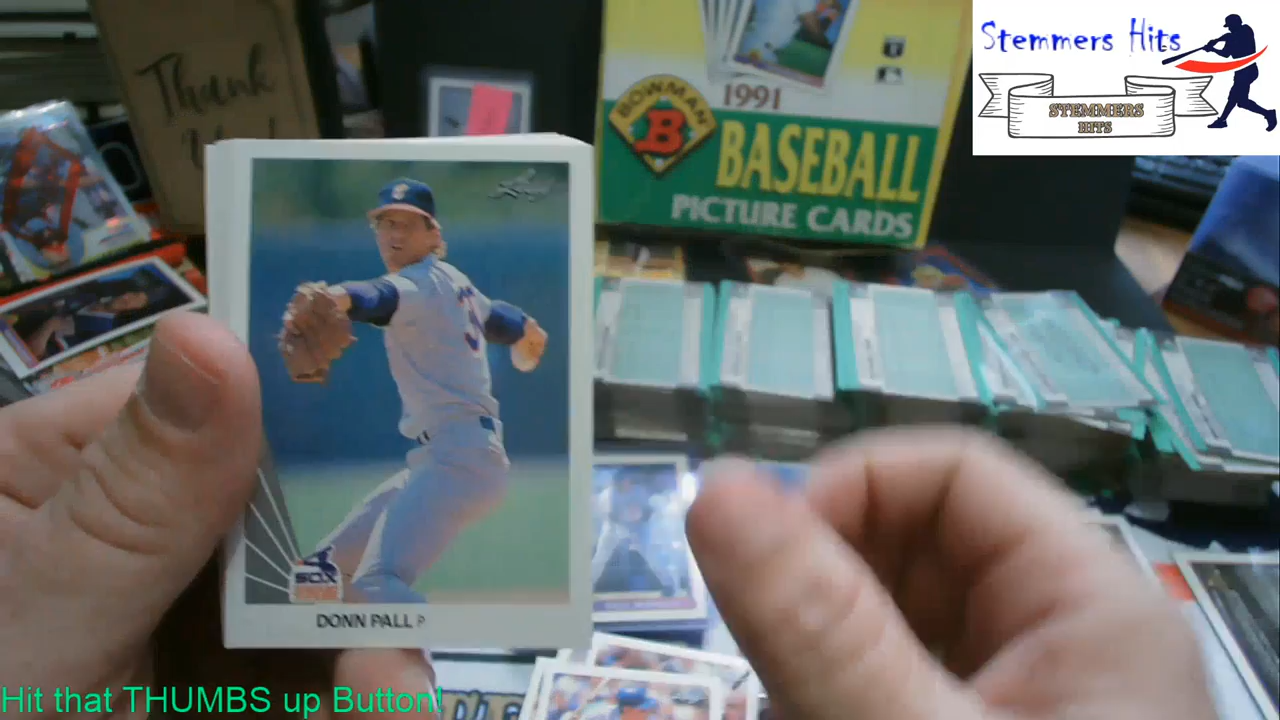 Stemmers Hits
STEMMERS
HITS
Thank
1991
BOWMAN
B
BASEBALL
PICTURE CARDS
SOX
DONN PALL P
Hit that THUMBS up Button!